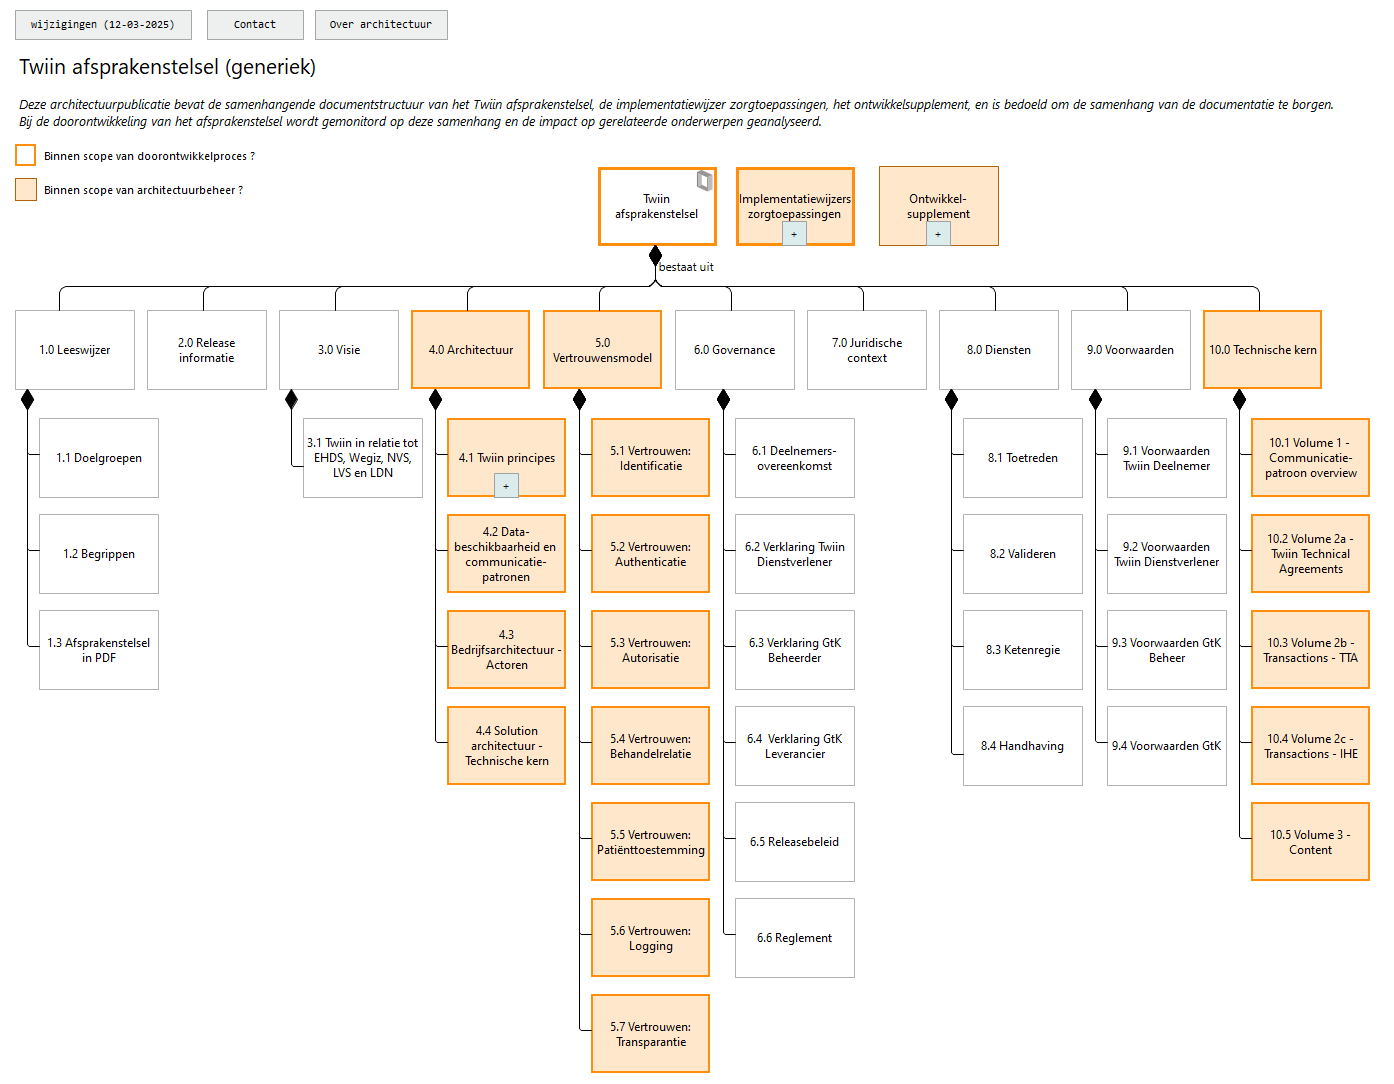 wijzigingen (12-03-2025)
Contact
Over architectuur
Twiin afsprakenstelsel (generiek)
Deze architectuurpublicatie bevat de samenhangende documentstructuur van het Twiin afsprakenstelsel, de implementatiewijzer zorgtoepassingen, het ontwikkelsupplement, en is bedoeld om de samenhang van de documentatie te borgen.
Bij de doorontwikkeling van het afsprakenstelsel wordt gemonitord op deze samenhang en de impact op gerelateerde onderwerpen geanalyseerd.
Binnen scope van doorontwikkelproces ?
Binnen scope van architectuurbeheer ?
Twiin
afsprakenstelsel
Implementatiewijzers
zorgtoepassingen
+
Ontwikkel-
supplement
+
bestaat uit
1.0 Leeswijzer
2.0 Release
informatie
3.0 Visie
4.0 Architectuur
5.0
Vertrouwensmodel
6.0 Governance
7.0 Juridische
context
8.0 Diensten
9.0 Voorwaarden
10.0 Technische kern
1.1 Doelgroepen
1.2 Begrippen
1.3 Afsprakenstelsel
in PDF
3.1 Twiin in relatie tot
EHDS, Wegiz, NVS,
LVS en LDN
4.1 Twiin principes
+
4.2 Data-
beschikbaarheid en
communicatie-
patronen
4.3
Bedrijfsarchitectuur -
Actoren
4.4 Solution
architectuur -
Technische kern
5.1 Vertrouwen:
Identificatie
5.2 Vertrouwen:
Authenticatie
5.3 Vertrouwen:
Autorisatie
5.4 Vertrouwen:
Behandelrelatie
5.5 Vertrouwen:
Patiënttoestemming
5.6 Vertrouwen:
Logging
5.7 Vertrouwen:
Transparantie
6.1 Deelnemers-
overeenkomst
6.2 Verklaring Twiin
Dienstverlener
6.3 Verklaring GtK
Beheerder
6.4  Verklaring GtK
Leverancier
6.5 Releasebeleid
6.6 Reglement
8.1 Toetreden
8.2 Valideren
8.3 Ketenregie
8.4 Handhaving
9.1 Voorwaarden
Twiin Deelnemer
9.2 Voorwaarden
Twiin Dienstverlener
9.3 Voorwaarden GtK
Beheer
9.4 Voorwaarden GtK
10.1 Volume 1 -
Communicatie-
patroon overview
10.2 Volume 2a -
Twiin Technical
Agreements
10.3 Volume 2b -
Transactions - TTA
10.4 Volume 2c -
Transactions - IHE
10.5 Volume 3 -
Content